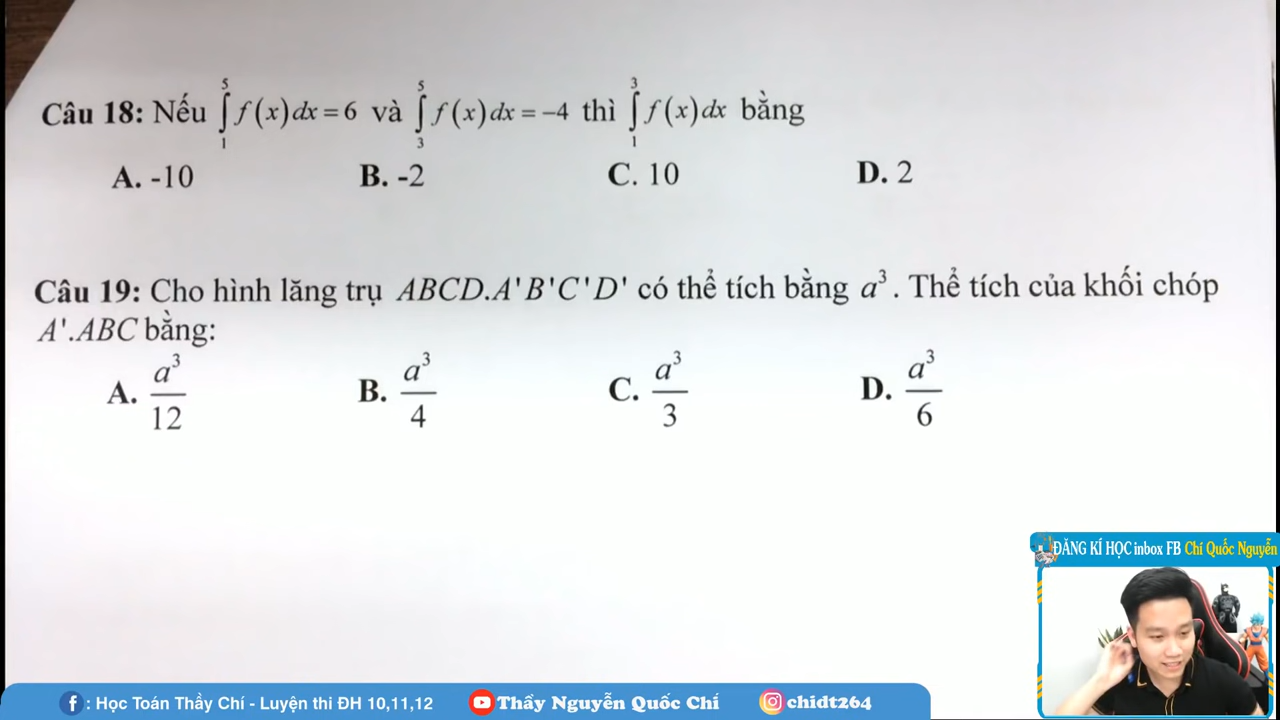 Câu 18: Nếu ∫₁⁵ f(x)dx = 6 và ∫₃⁵ f(x)dx = −4 thì ∫₁³ f(x)dx bằng
A. -10 B. -2 C. 10 D. 2
Câu 19: Cho hình lăng trụ ABCD.A'B'C'D' có thể tích bằng a³. Thể tích của khối chóp
A'.ABC bằng:
A. a³/12 B. a³/4 C. a³/3 D. a³/6
ĐĂNG KÍ HỌC inbox FB Chí Quốc Nguyễn
: Học Toán Thầy Chí - Luyện thi ĐH 10,11,12 Thầy Nguyễn Quốc Chí chidt264